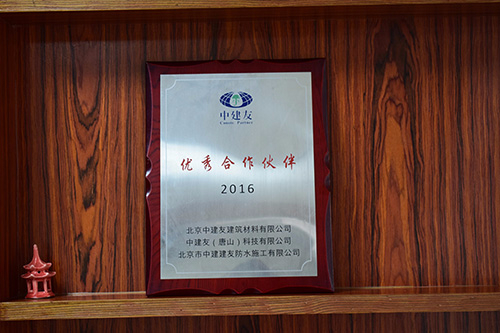 中建友
优秀合作伙伴
2016
北京中建友建筑材料有限公司
中建友（唐山）科技有限公司
北京市中建建友防水施工有限公司